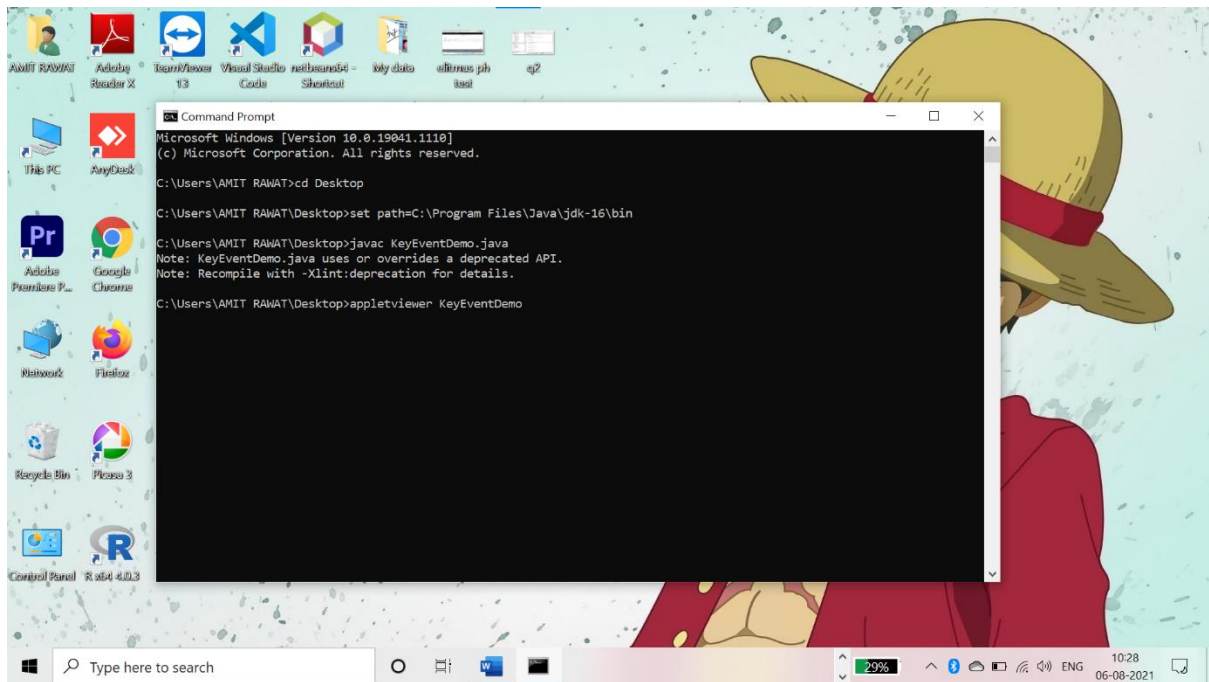 AMIT RAWAT
Adobe Reader X
TeamViewer 13
Visual Studio Code
netbeans64 - Shortcut
My data
elitmus ph test
q2
This PC
AnyDesk
Adobe Premiere P...
Google Chrome
Network
Firefox
Recycle Bin
Picasa 3
Control Panel
R x64 4.0.3
Pr
R
Command Prompt
Microsoft Windows [Version 10.0.19041.1110]
(c) Microsoft Corporation. All rights reserved.
C:\Users\AMIT RAWAT>cd Desktop
C:\Users\AMIT RAWAT\Desktop>set path=C:\Program Files\Java\jdk-16\bin
C:\Users\AMIT RAWAT\Desktop>javac KeyEventDemo.java
Note: KeyEventDemo.java uses or overrides a deprecated API.
Note: Recompile with -Xlint:deprecation for details.
C:\Users\AMIT RAWAT\Desktop>appletviewer KeyEventDemo
Type here to search
29%
ENG
10:28
06-08-2021